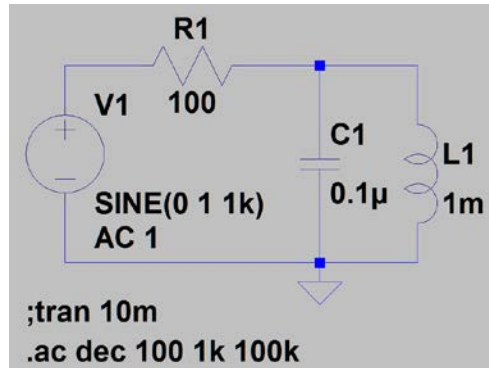 R1
100
V1
SINE(0 1 1k)
AC 1
C1
0.1µ
L1
1m
;tran 10m
.ac dec 100 1k 100k